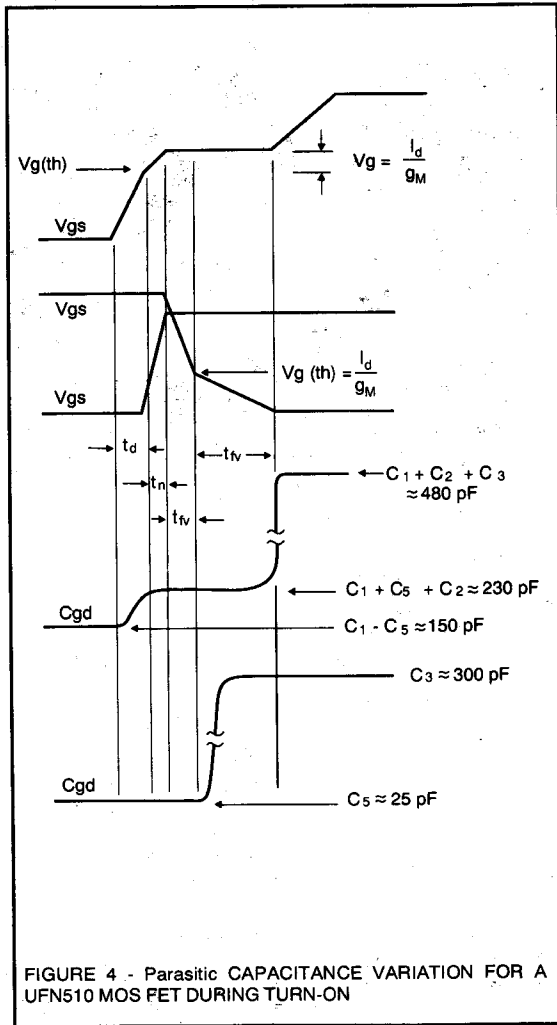 Vg(th)
Vg = Id/gM
Vgs
Vgs
Vg (th) = Id/gM
Vgs
td
tfv
tn
C1 + C2 + C3
≈480 pF
tfv
C1 + C5 + C2≈230 pF
Cgd
C1 - C5 ≈150 pF
C3 ≈300 pF
Cgd
C5 ≈ 25 pF
FIGURE 4 - Parasitic CAPACITANCE VARIATION FOR A
UFN510 MOS FET DURING TURN-ON